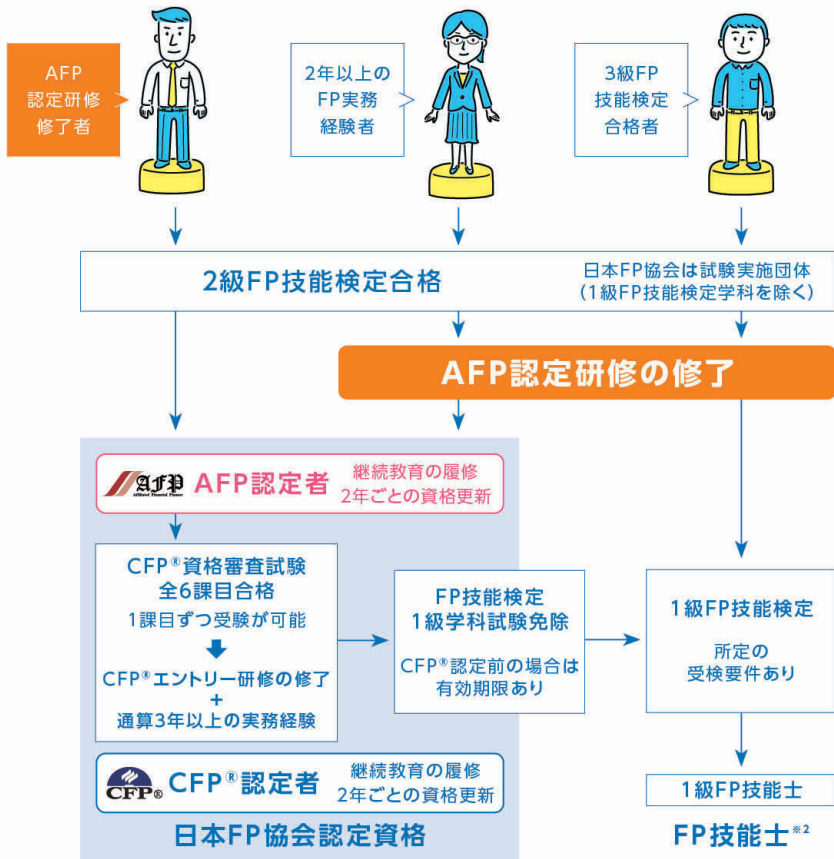 AFP
認定研修
修了者
2年以上の
FP実務
経験者
3級FP
技能検定
合格者
2級FP技能検定合格
日本FP協会は試験実施団体
(1級FP技能検定学科を除く)
AFP認定研修の修了
AFP
Affiliated Financial Planner
AFP認定者
継続教育の履修
2年ごとの資格更新
CFP®資格審査試験
全6課目合格
1課目ずつ受験が可能
CFP®エントリー研修の修了
+
通算3年以上の実務経験
FP技能検定
1級学科試験免除
CFP®認定前の場合は
有効期限あり
1級FP技能検定
所定の
受検要件あり
CFP®
CFP®認定者
継続教育の履修
2年ごとの資格更新
1級FP技能士
日本FP協会認定資格
FP技能士※2